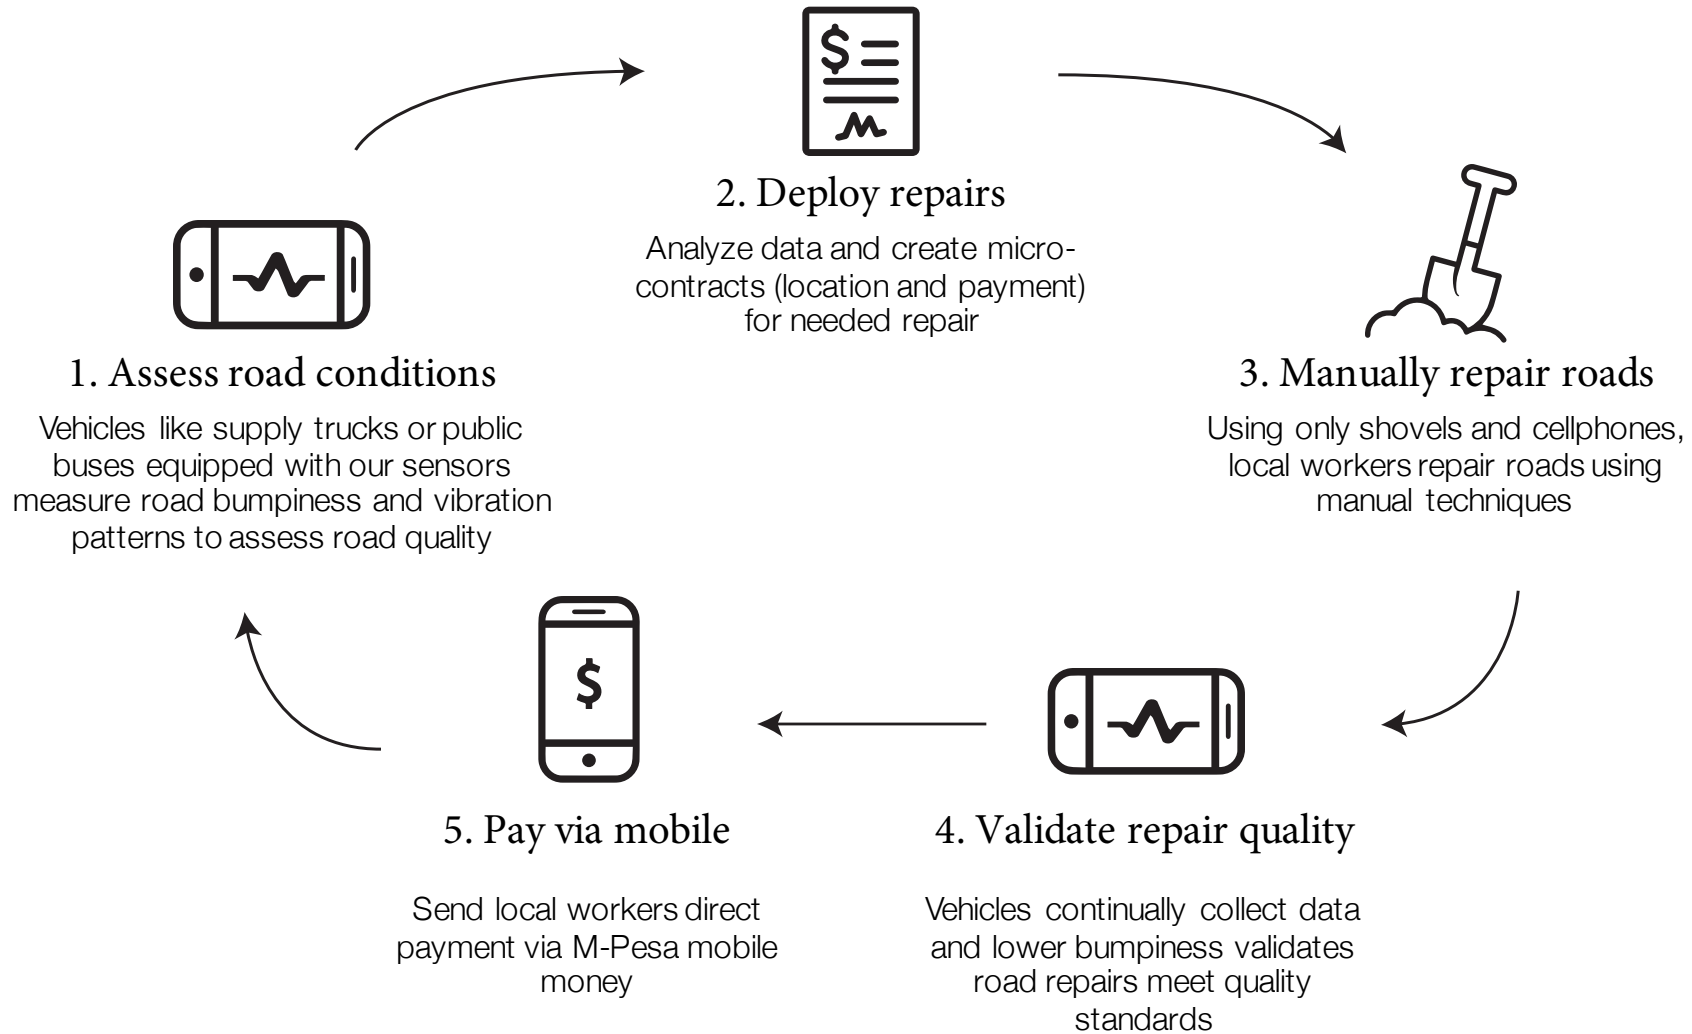 $
2. Deploy repairs
Analyze data and create micro-
contracts (location and payment)
for needed repair
1. Assess road conditions
Vehicles like supply trucks or public
buses equipped with our sensors
measure road bumpiness and vibration
patterns to assess road quality
3. Manually repair roads
Using only shovels and cellphones,
local workers repair roads using
manual techniques
$
5. Pay via mobile
Send local workers direct
payment via M-Pesa mobile
money
4. Validate repair quality
Vehicles continually collect data
and lower bumpiness validates
road repairs meet quality
standards